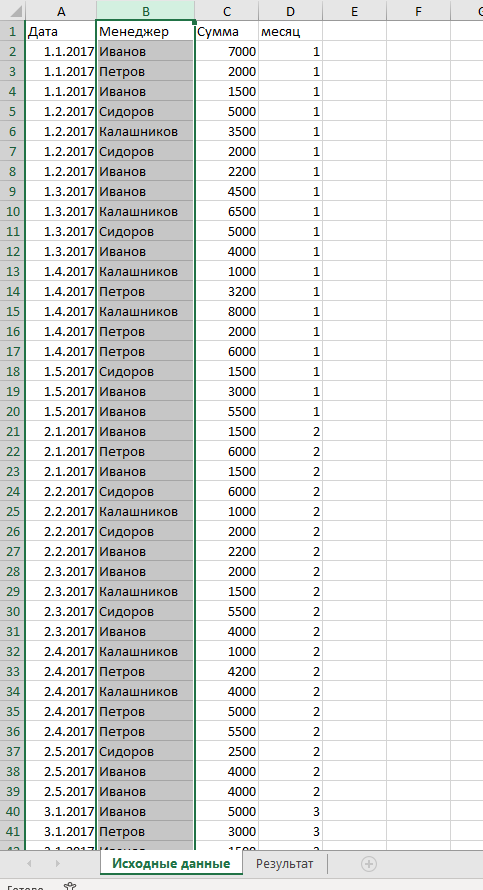 A B C D E F G
1 Дата Менеджер Сумма месяц
2 1.1.2017 Иванов 7000 1
3 1.1.2017 Петров 2000 1
4 1.1.2017 Иванов 1500 1
5 1.2.2017 Сидоров 5000 1
6 1.2.2017 Калашников 3500 1
7 1.2.2017 Сидоров 2000 1
8 1.2.2017 Иванов 2200 1
9 1.3.2017 Иванов 4500 1
10 1.3.2017 Калашников 6500 1
11 1.3.2017 Сидоров 5000 1
12 1.3.2017 Иванов 4000 1
13 1.4.2017 Калашников 1000 1
14 1.4.2017 Петров 3200 1
15 1.4.2017 Калашников 8000 1
16 1.4.2017 Петров 2000 1
17 1.4.2017 Петров 6000 1
18 1.5.2017 Сидоров 1500 1
19 1.5.2017 Иванов 3000 1
20 1.5.2017 Иванов 5500 1
21 2.1.2017 Иванов 1500 2
22 2.1.2017 Петров 6000 2
23 2.1.2017 Иванов 1500 2
24 2.2.2017 Сидоров 6000 2
25 2.2.2017 Калашников 1000 2
26 2.2.2017 Сидоров 2000 2
27 2.2.2017 Иванов 2200 2
28 2.3.2017 Иванов 2000 2
29 2.3.2017 Калашников 1500 2
30 2.3.2017 Сидоров 5500 2
31 2.3.2017 Иванов 4000 2
32 2.4.2017 Калашников 1000 2
33 2.4.2017 Петров 4200 2
34 2.4.2017 Калашников 4000 2
35 2.4.2017 Петров 5000 2
36 2.4.2017 Петров 5500 2
37 2.5.2017 Сидоров 2500 2
38 2.5.2017 Иванов 4000 2
39 2.5.2017 Иванов 4000 2
40 3.1.2017 Иванов 5000 3
41 3.1.2017 Петров 3000 3
Исходные данные Результат